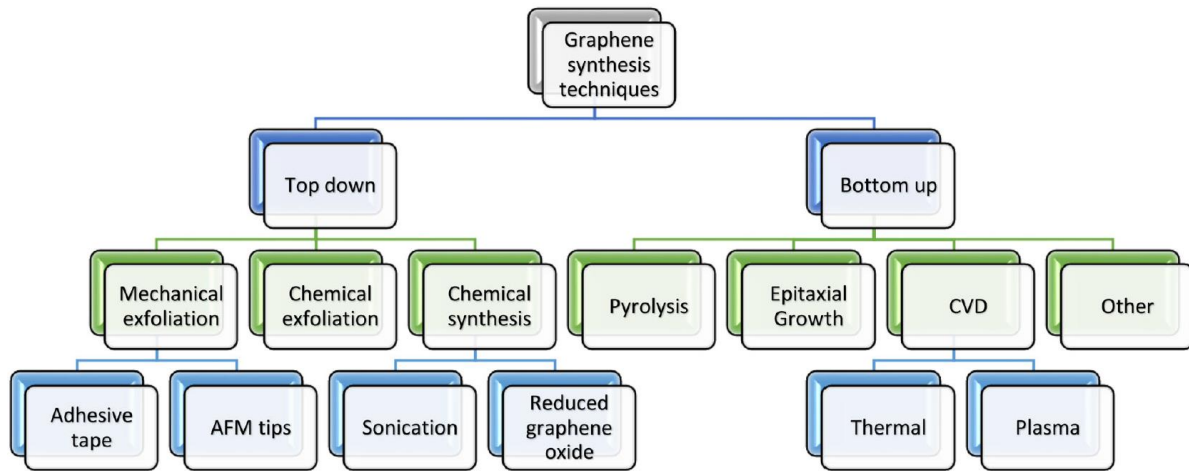 Graphene
synthesis
techniques
Top down
Bottom up
Mechanical
exfoliation
Chemical
exfoliation
Chemical
synthesis
Pyrolysis
Epitaxial
Growth
CVD
Other
Adhesive
tape
AFM tips
Sonication
Reduced
graphene
oxide
Thermal
Plasma